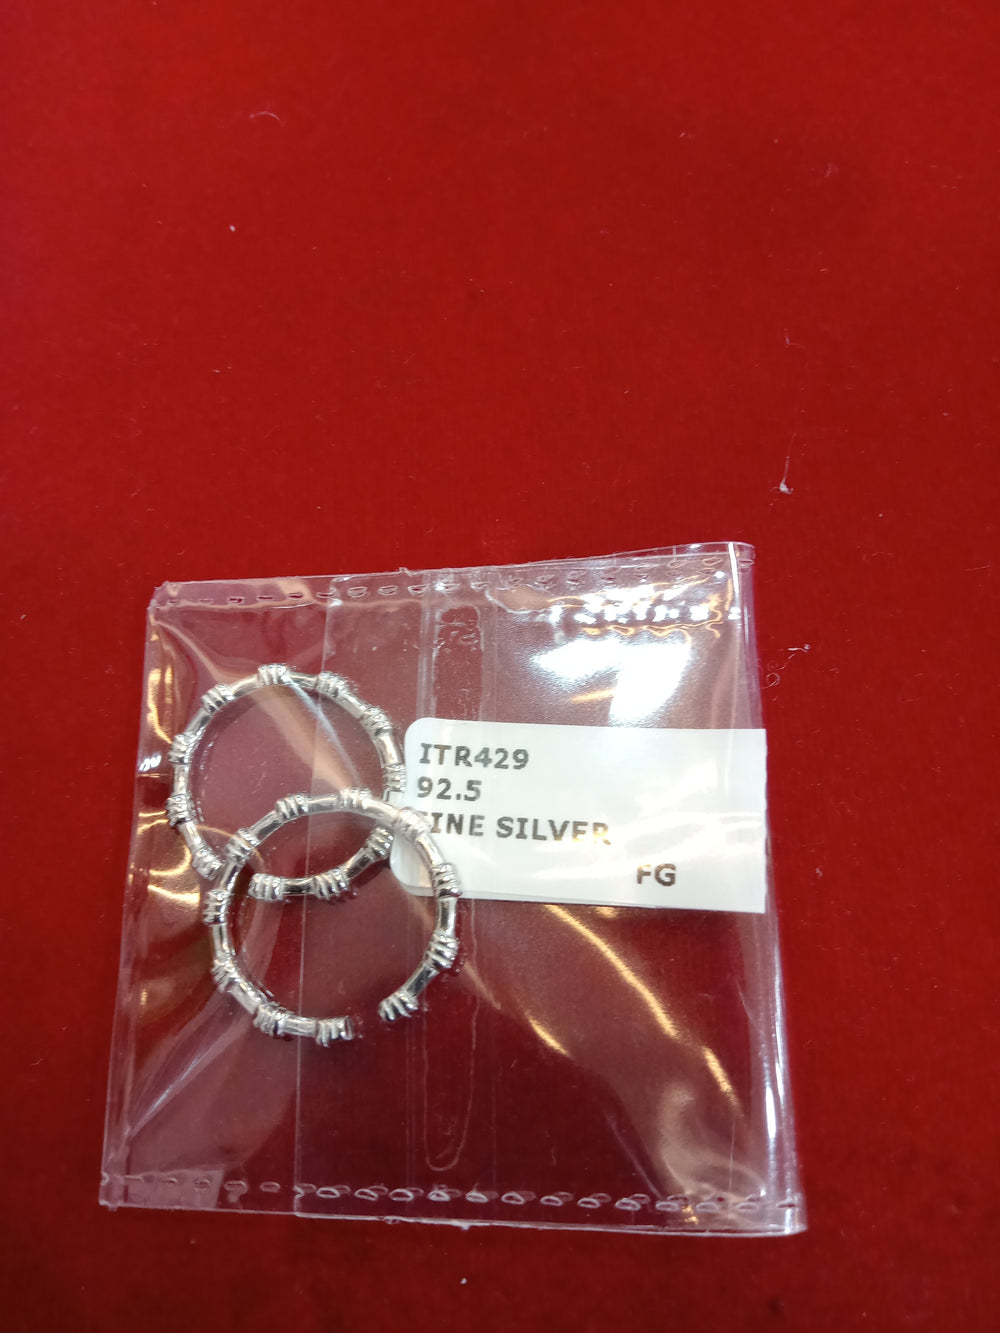 ITR429
92.5
FINE SILVER
FG